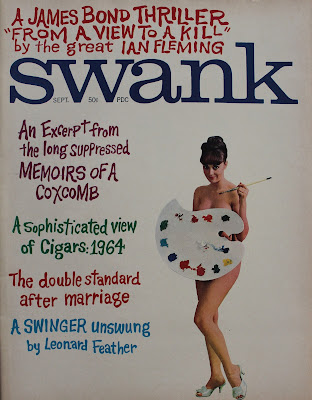 A JAMES BOND THRILLER
"FROM A VIEW TO A KILL"
by the great IAN FLEMING
swank
SEPT. 50¢ PDC
An Excerpt from
the long suppressed
MEMOIRS OF A
COXCOMB
A sophisticated view
of Cigars: 1964
The double standard
after marriage
A SWINGER unswung
by Leonard Feather